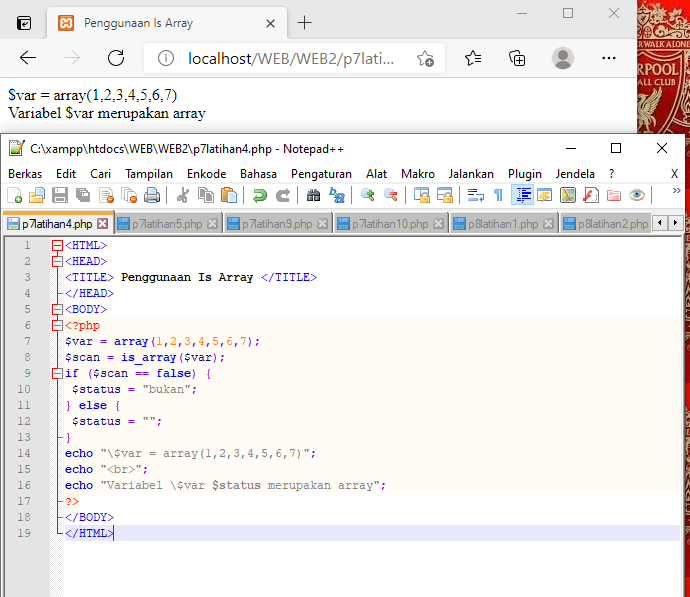 Penggunaan Is Array
localhost/WEB/WEB2/p7lati...
$var = array(1,2,3,4,5,6,7)
Variabel $var merupakan array
RWALK ALONE
RPOOL
ALL CLUB
C:\xampp\htdocs\WEB\WEB2\p7latihan4.php - Notepad++
Berkas Edit Cari Tampilan Enkode Bahasa Pengaturan Alat Makro Jalankan Plugin Jendela ? X
p7latihan4.php p7latihan5.php p7latihan9.php p7latihan10.php p8latihan1.php p8latihan2.php
1 <HTML>
2 <HEAD>
3 <TITLE> Penggunaan Is Array </TITLE>
4 </HEAD>
5 <BODY>
6 <?php
7 $var = array(1,2,3,4,5,6,7);
8 $scan = is_array($var);
9 if ($scan == false) {
10 $status = "bukan";
11 } else {
12 $status = "";
13 }
14 echo "\$var = array(1,2,3,4,5,6,7)";
15 echo "<br>";
16 echo "Variabel \$var $status merupakan array";
17 ?>
18 </BODY>
19 </HTML>